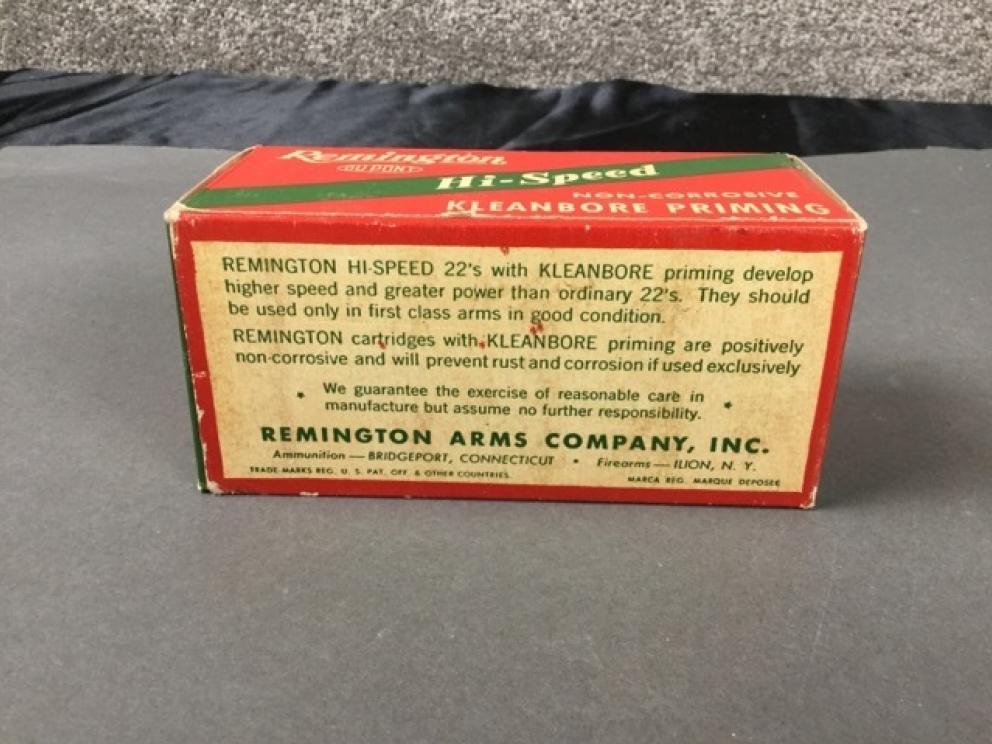 Remington
DU PONT
Hi-Speed
NON-CORROSIVE
KLEANBORE PRIMING
REMINGTON HI-SPEED 22's with KLEANBORE priming develop
higher speed and greater power than ordinary 22's. They should
be used only in first class arms in good condition.
REMINGTON cartridges with KLEANBORE priming are positively
non-corrosive and will prevent rust and corrosion if used exclusively
* We guarantee the exercise of reasonable care in *
manufacture but assume no further responsibility.
REMINGTON ARMS COMPANY, INC.
Ammunition — BRIDGEPORT, CONNECTICUT • Firearms — ILION, N. Y.
TRADE MARKS REG. U. S. PAT. OFF. & OTHER COUNTRIES.
MARCA REG. MARQUE DEPOSEE